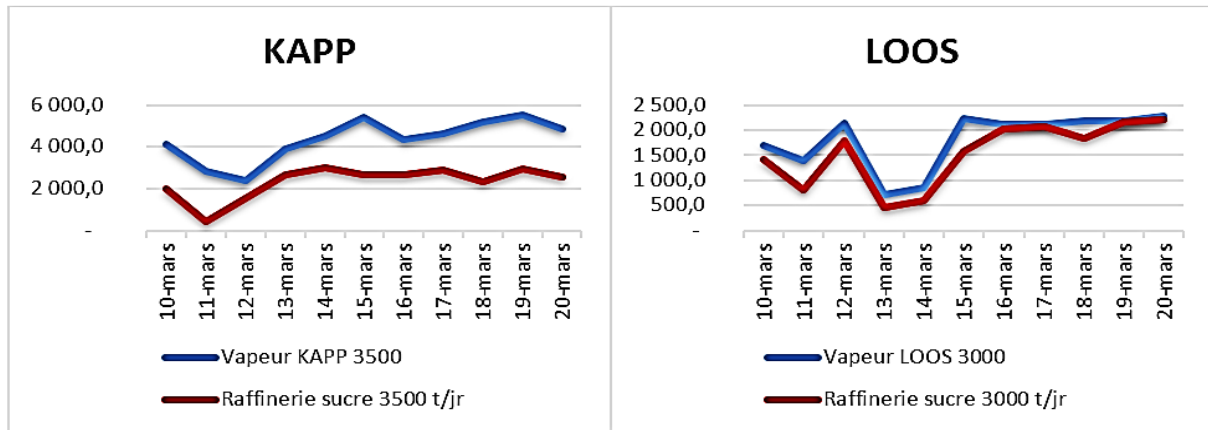 KAPP
6 000,0
4 000,0
2 000,0
-
10-mars
11-mars
12-mars
13-mars
14-mars
15-mars
16-mars
17-mars
18-mars
19-mars
20-mars
Vapeur KAPP 3500
Raffinerie sucre 3500 t/jr
LOOS
2 500,0
2 000,0
1 500,0
1 000,0
500,0
-
10-mars
11-mars
12-mars
13-mars
14-mars
15-mars
16-mars
17-mars
18-mars
19-mars
20-mars
Vapeur LOOS 3000
Raffinerie sucre 3000 t/jr